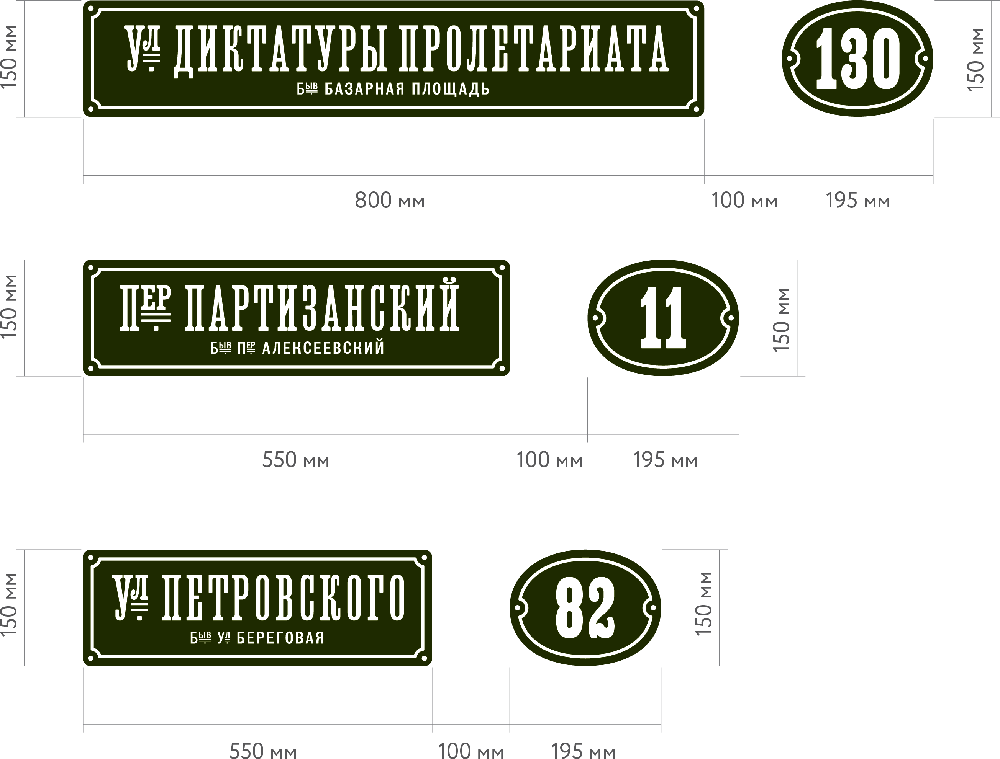 150 мм
Ул ДИКТАТУРЫ ПРОЛЕТАРИАТА
Быв БАЗАРНАЯ ПЛОЩАДЬ
130
150 мм
800 мм
100 мм
195 мм
150 мм
Пер ПАРТИЗАНСКИЙ
Быв Пер АЛЕКСЕЕВСКИЙ
11
150 мм
550 мм
100 мм
195 мм
150 мм
Ул ПЕТРОВСКОГО
Быв Ул БЕРЕГОВАЯ
82
150 мм
550 мм
100 мм
195 мм